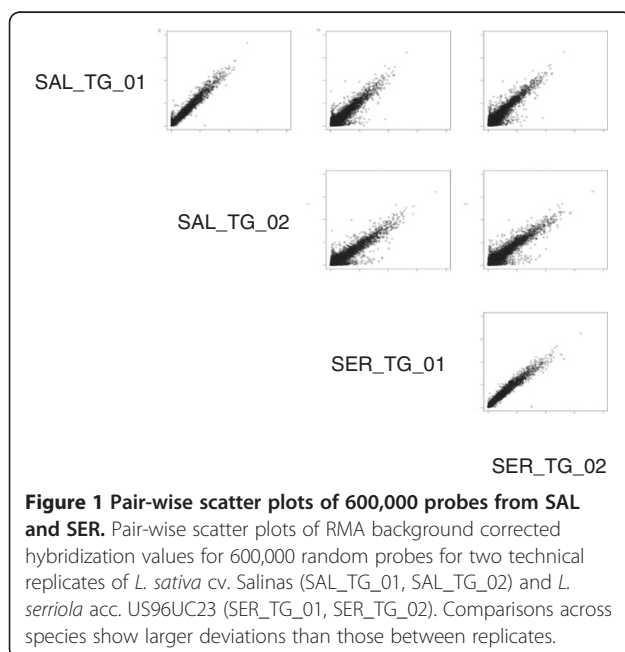 SAL_TG_01
SAL_TG_02
SER_TG_01
SER_TG_02
Figure 1 Pair-wise scatter plots of 600,000 probes from SAL
and SER. Pair-wise scatter plots of RMA background corrected
hybridization values for 600,000 random probes for two technical
replicates of L. sativa cv. Salinas (SAL_TG_01, SAL_TG_02) and L.
serriola acc. US96UC23 (SER_TG_01, SER_TG_02). Comparisons across
species show larger deviations than those between replicates.